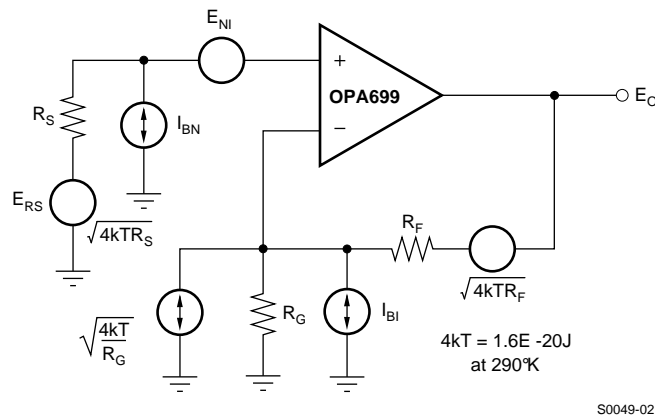 E_NI
+
OPA699
E_O
R_S
I_BN
−
E_RS
√4kTR_S
R_F
√4kTR_F
√4kT/R_G
R_G
I_BI
4kT = 1.6E -20J
at 290°K
S0049-02